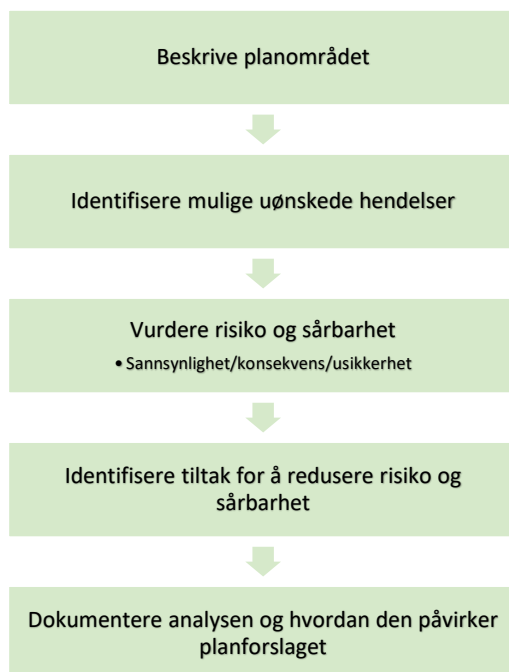 Beskrive planområdet
Identifisere mulige uønskede hendelser
Vurdere risiko og sårbarhet
• Sannsynlighet/konsekvens/usikkerhet
Identifisere tiltak for å redusere risiko og
sårbarhet
Dokumentere analysen og hvordan den påvirker
planforslaget